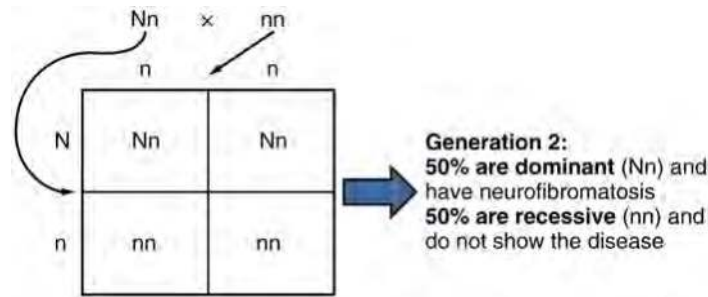 Nn × nn
n n
N Nn Nn
n nn nn
Generation 2:
50% are dominant (Nn) and
have neurofibromatosis
50% are recessive (nn) and
do not show the disease